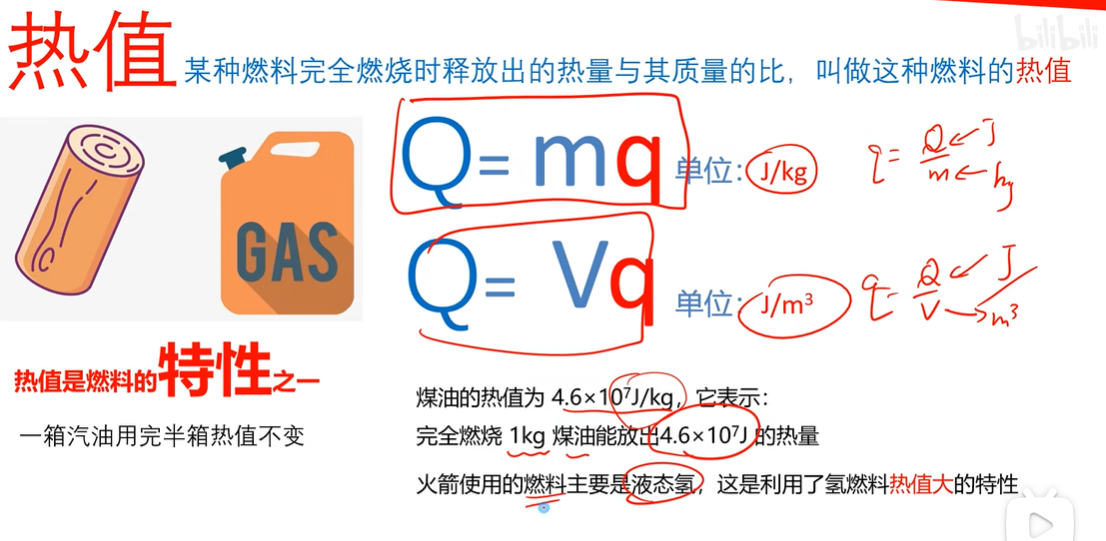 热值
某种燃料完全燃烧时释放出的热量与其质量的比，叫做这种燃料的热值
bilibili
Q= mq 单位：J/kg
q = Q/m ← J ← kg
GAS
Q= Vq 单位：J/m³
q = Q/V ← J → m³
热值是燃料的特性之一
一箱汽油用完半箱热值不变
煤油的热值为 4.6×10⁷J/kg，它表示：
完全燃烧 1kg 煤油能放出4.6×10⁷J 的热量
火箭使用的燃料主要是液态氢，这是利用了氢燃料热值大的特性